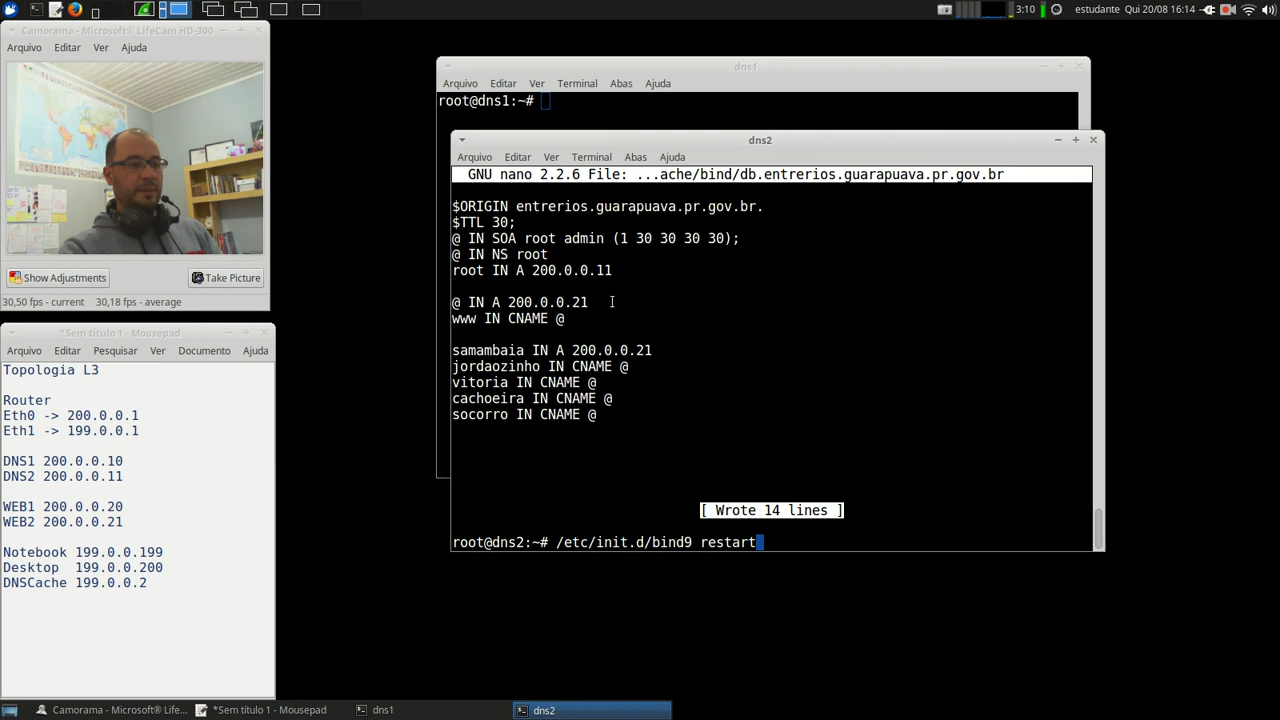 3:10
estudante Qui 20/08 16:14
Camorama - Microsoft® LifeCam HD-300
Arquivo Editar Ver Ajuda
Show Adjustments
Take Picture
30,50 fps - current 30,18 fps - average
*Sem título 1 - Mousepad
Arquivo Editar Pesquisar Ver Documento Ajuda
Topologia L3
Router
Eth0 -> 200.0.0.1
Eth1 -> 199.0.0.1
DNS1 200.0.0.10
DNS2 200.0.0.11
WEB1 200.0.0.20
WEB2 200.0.0.21
Notebook 199.0.0.199
Desktop 199.0.0.200
DNSCache 199.0.0.2
dns1
Arquivo Editar Ver Terminal Abas Ajuda
root@dns1:~#
dns2
Arquivo Editar Ver Terminal Abas Ajuda
GNU nano 2.2.6 File: ...ache/bind/db.entrerios.guarapuava.pr.gov.br
$ORIGIN entrerios.guarapuava.pr.gov.br.
$TTL 30;
@ IN SOA root admin (1 30 30 30 30);
@ IN NS root
root IN A 200.0.0.11
@ IN A 200.0.0.21
www IN CNAME @
samambaia IN A 200.0.0.21
jordaozinho IN CNAME @
vitoria IN CNAME @
cachoeira IN CNAME @
socorro IN CNAME @
[ Wrote 14 lines ]
root@dns2:~# /etc/init.d/bind9 restart
Camorama - Microsoft® LifeCam...
*Sem título 1 - Mousepad
dns1
dns2